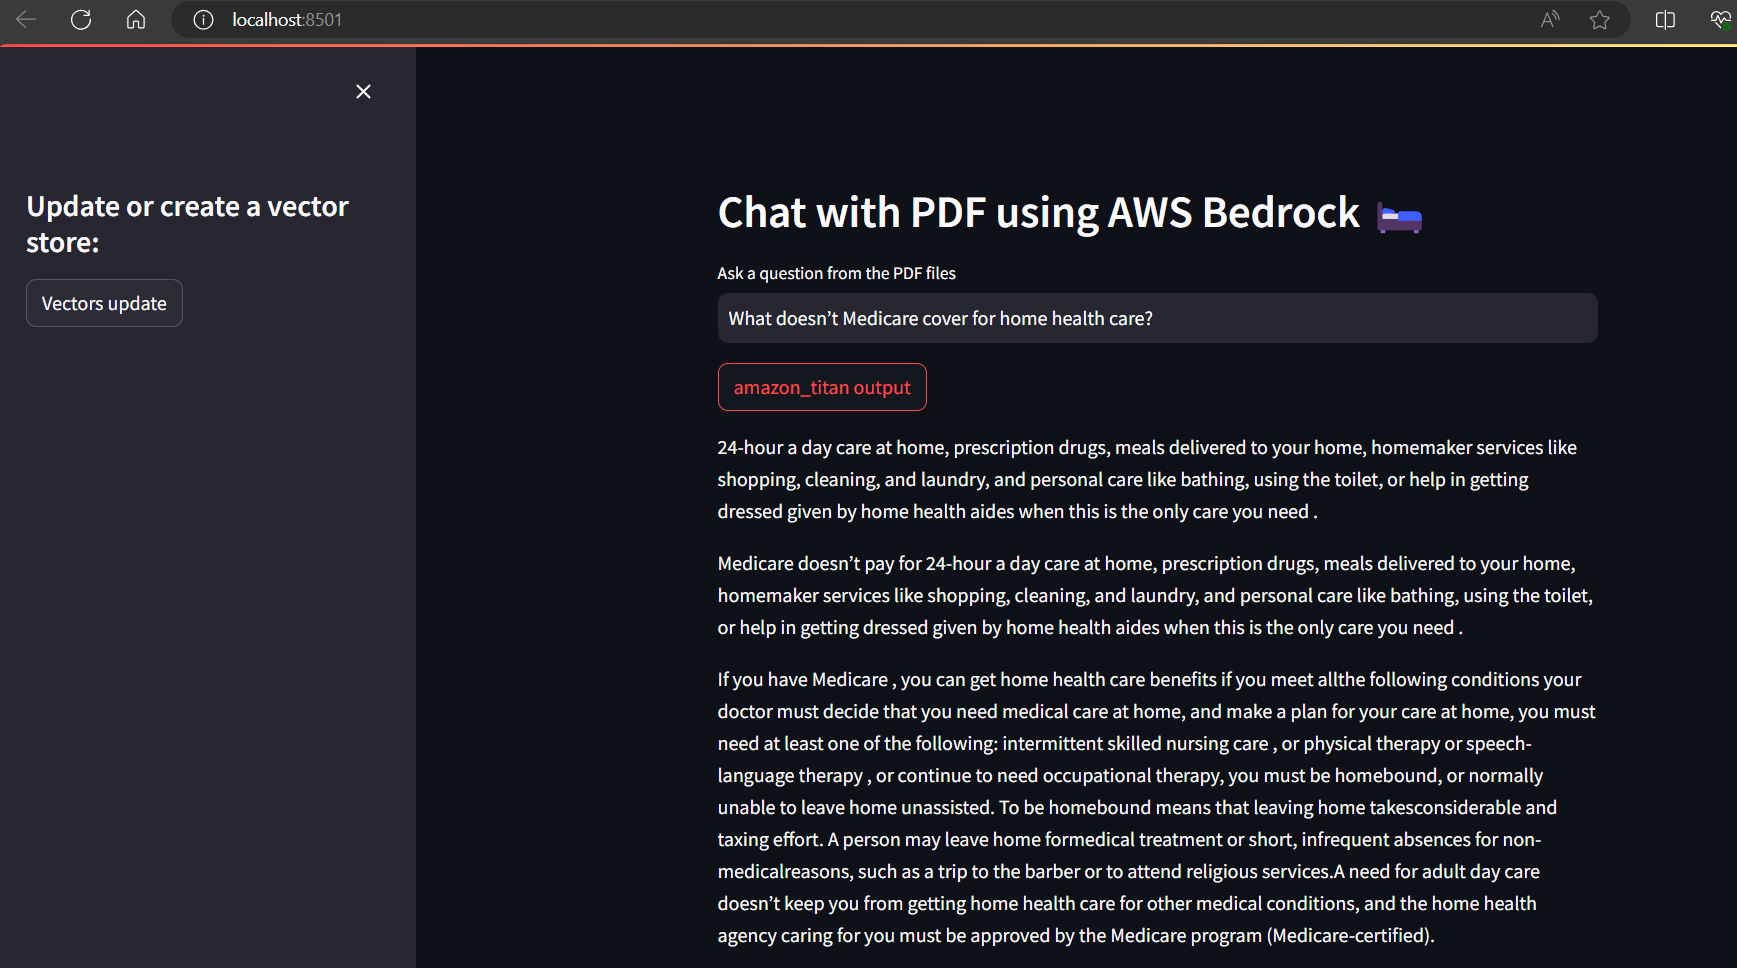 localhost:8501
Update or create a vector
store:
Vectors update
Chat with PDF using AWS Bedrock
Ask a question from the PDF files
What doesn’t Medicare cover for home health care?
amazon_titan output
24-hour a day care at home, prescription drugs, meals delivered to your home, homemaker services like
shopping, cleaning, and laundry, and personal care like bathing, using the toilet, or help in getting
dressed given by home health aides when this is the only care you need .
Medicare doesn’t pay for 24-hour a day care at home, prescription drugs, meals delivered to your home,
homemaker services like shopping, cleaning, and laundry, and personal care like bathing, using the toilet,
or help in getting dressed given by home health aides when this is the only care you need .
If you have Medicare , you can get home health care benefits if you meet allthe following conditions your
doctor must decide that you need medical care at home, and make a plan for your care at home, you must
need at least one of the following: intermittent skilled nursing care , or physical therapy or speech-
language therapy , or continue to need occupational therapy, you must be homebound, or normally
unable to leave home unassisted. To be homebound means that leaving home takesconsiderable and
taxing effort. A person may leave home formedical treatment or short, infrequent absences for non-
medicalreasons, such as a trip to the barber or to attend religious services.A need for adult day care
doesn’t keep you from getting home health care for other medical conditions, and the home health
agency caring for you must be approved by the Medicare program (Medicare-certified).